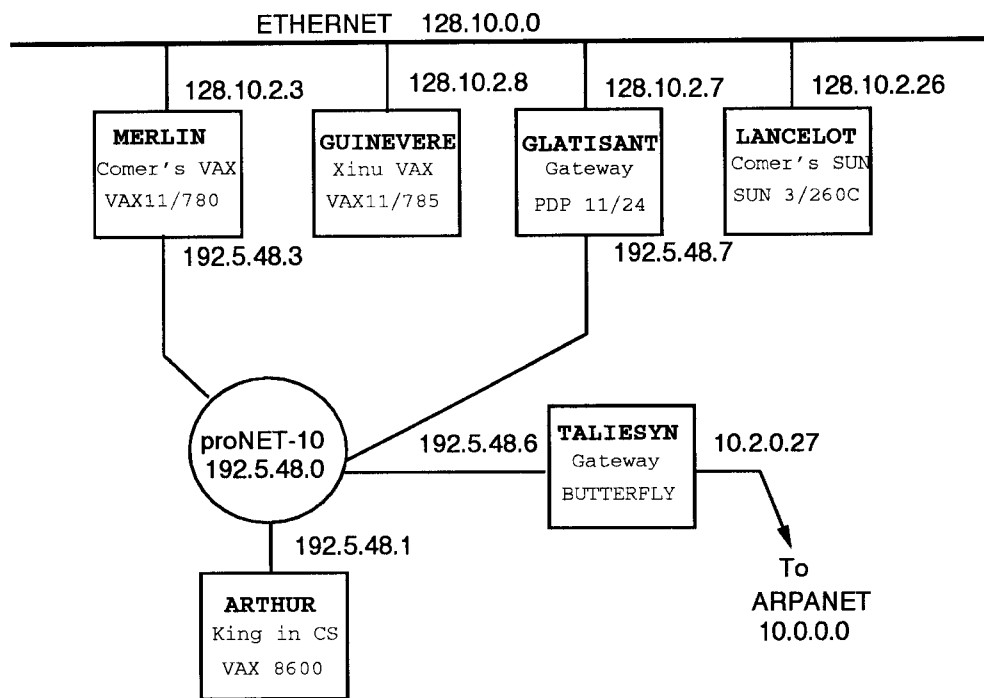 ETHERNET 128.10.0.0
128.10.2.3
128.10.2.8
128.10.2.7
128.10.2.26
MERLIN
Comer's VAX
VAX11/780
GUINEVERE
Xinu VAX
VAX11/785
GLATISANT
Gateway
PDP 11/24
LANCELOT
Comer's SUN
SUN 3/260C
192.5.48.3
192.5.48.7
proNET-10
192.5.48.0
192.5.48.6
TALIESYN
Gateway
BUTTERFLY
10.2.0.27
192.5.48.1
ARTHUR
King in CS
VAX 8600
To
ARPANET
10.0.0.0